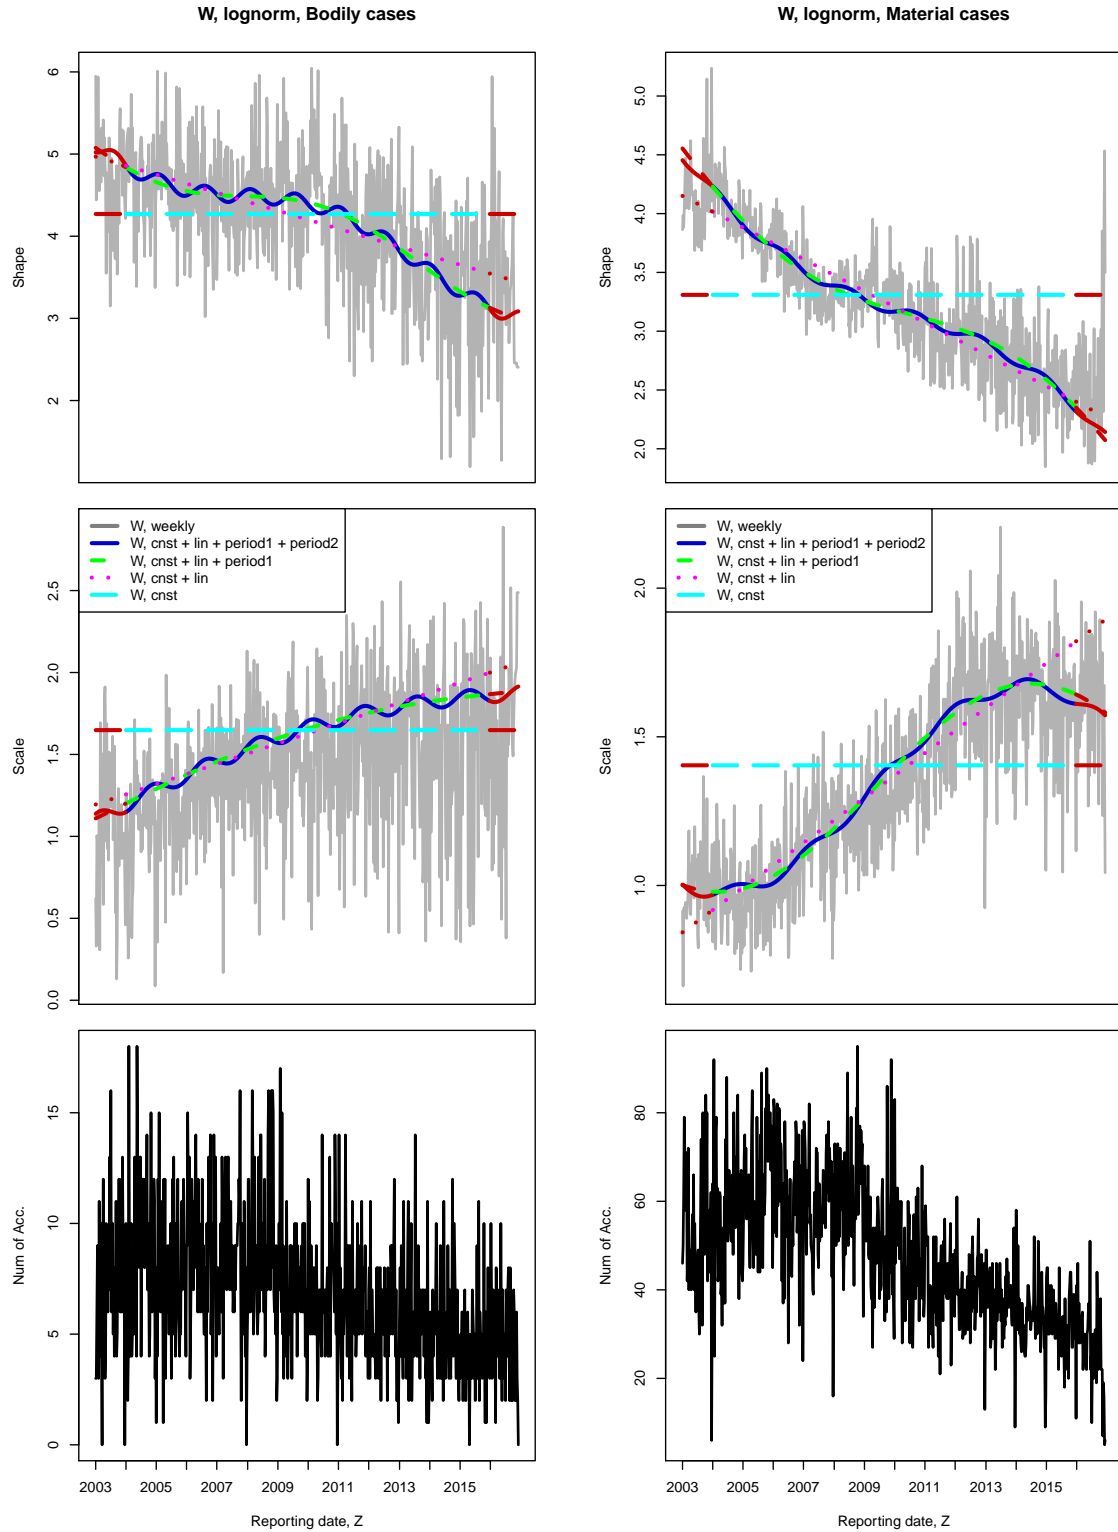 W, lognorm, Bodily cases
W, lognorm, Material cases
6
5
4
3
2
Shape
5.0
4.5
4.0
3.5
3.0
2.5
2.0
Shape
W, weekly
W, cnst + lin + period1 + period2
W, cnst + lin + period1
W, cnst + lin
W, cnst
2.5
2.0
1.5
1.0
0.5
0.0
Scale
W, weekly
W, cnst + lin + period1 + period2
W, cnst + lin + period1
W, cnst + lin
W, cnst
2.0
1.5
1.0
Scale
15
10
5
0
Num of Acc.
2003 2005 2007 2009 2011 2013 2015
Reporting date, Z
80
60
40
20
Num of Acc.
2003 2005 2007 2009 2011 2013 2015
Reporting date, Z